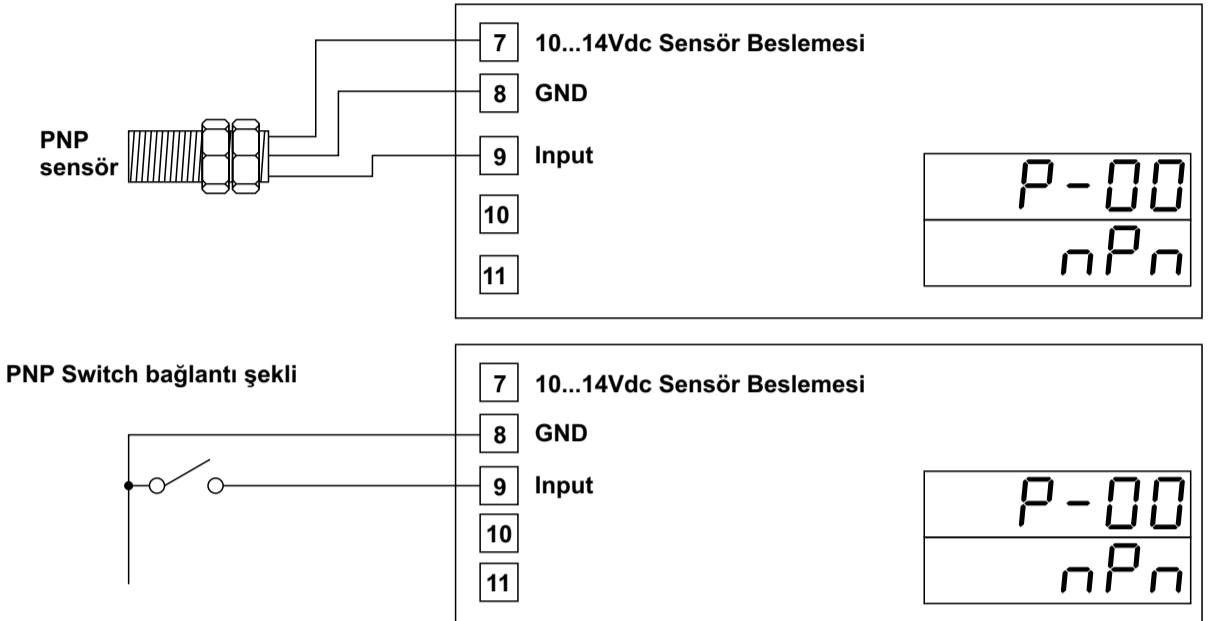 7 10...14Vdc Sensör Beslemesi
8 GND
PNP
sensör
9 Input
P-00
10
nPn
11
PNP Switch bağlantı şekli
7 10...14Vdc Sensör Beslemesi
8 GND
9 Input
P-00
10
nPn
11